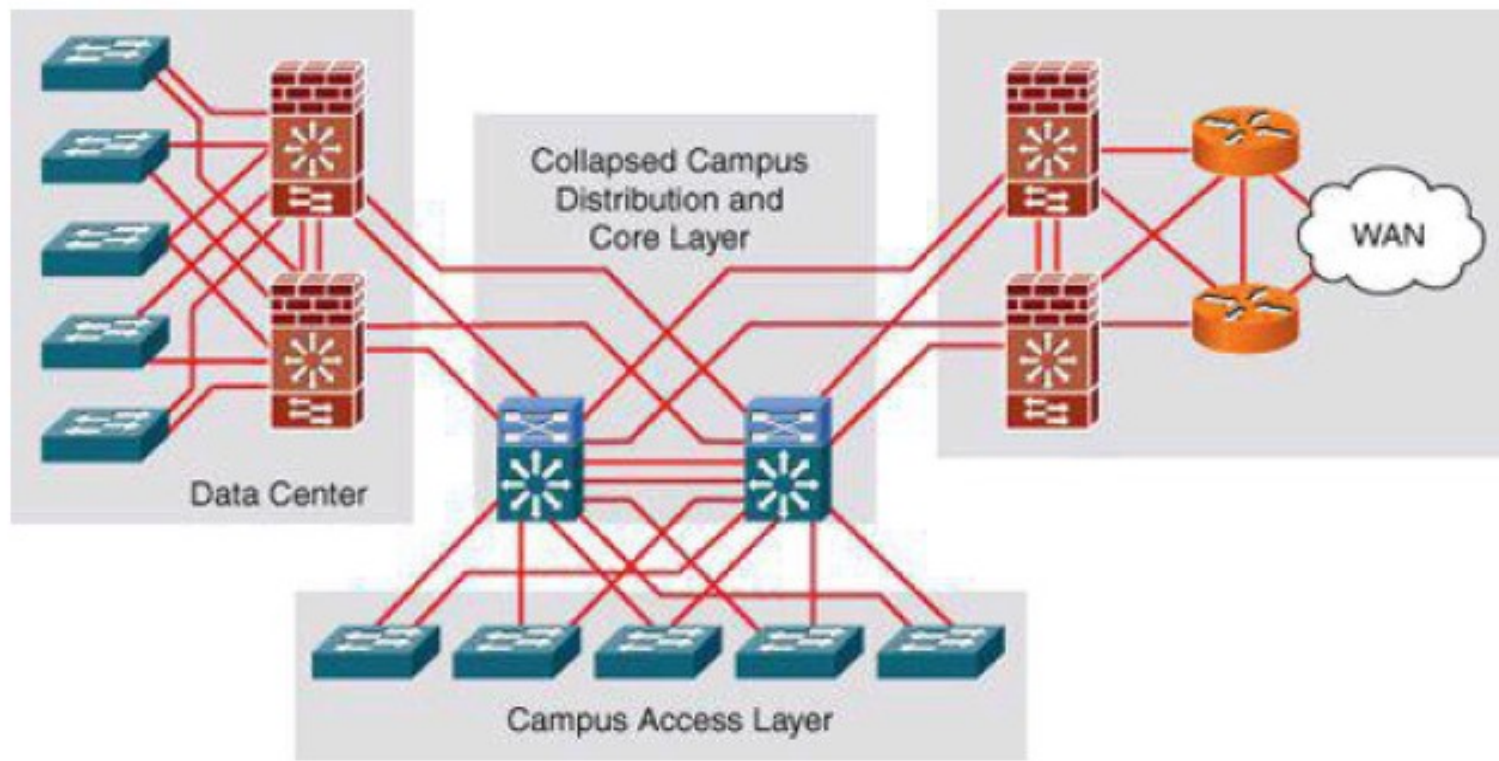 Collapsed Campus
Distribution and
Core Layer
WAN
Data Center
Campus Access Layer